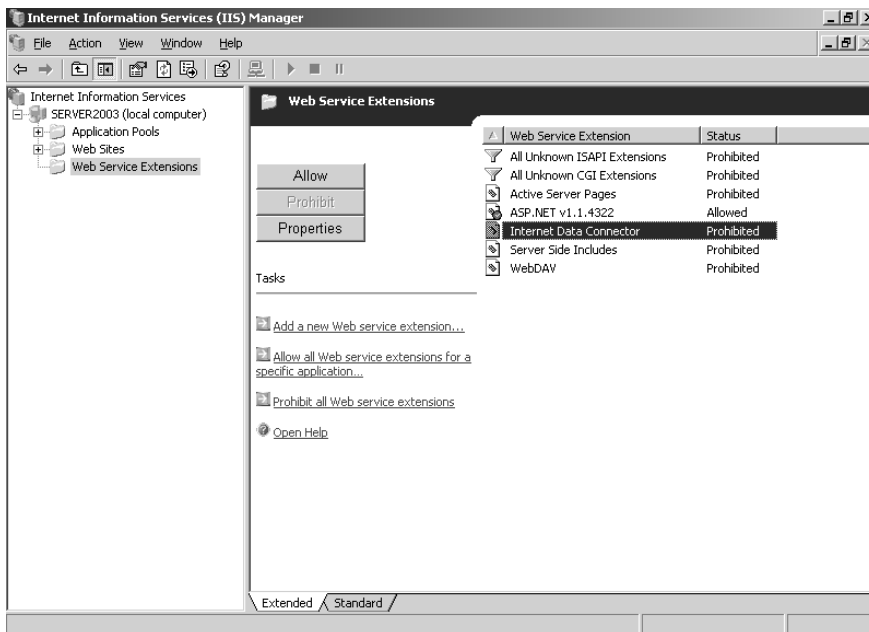 Internet Information Services (IIS) Manager
File Action View Window Help
Internet Information Services
SERVER2003 (local computer)
Application Pools
Web Sites
Web Service Extensions
Web Service Extensions
Allow
Prohibit
Properties
Tasks
Add a new Web service extension...
Allow all Web service extensions for a
specific application...
Prohibit all Web service extensions
Open Help
Web Service Extension Status
All Unknown ISAPI Extensions Prohibited
All Unknown CGI Extensions Prohibited
Active Server Pages Prohibited
ASP.NET v1.1.4322 Allowed
Internet Data Connector Prohibited
Server Side Includes Prohibited
WebDAV Prohibited
Extended Standard